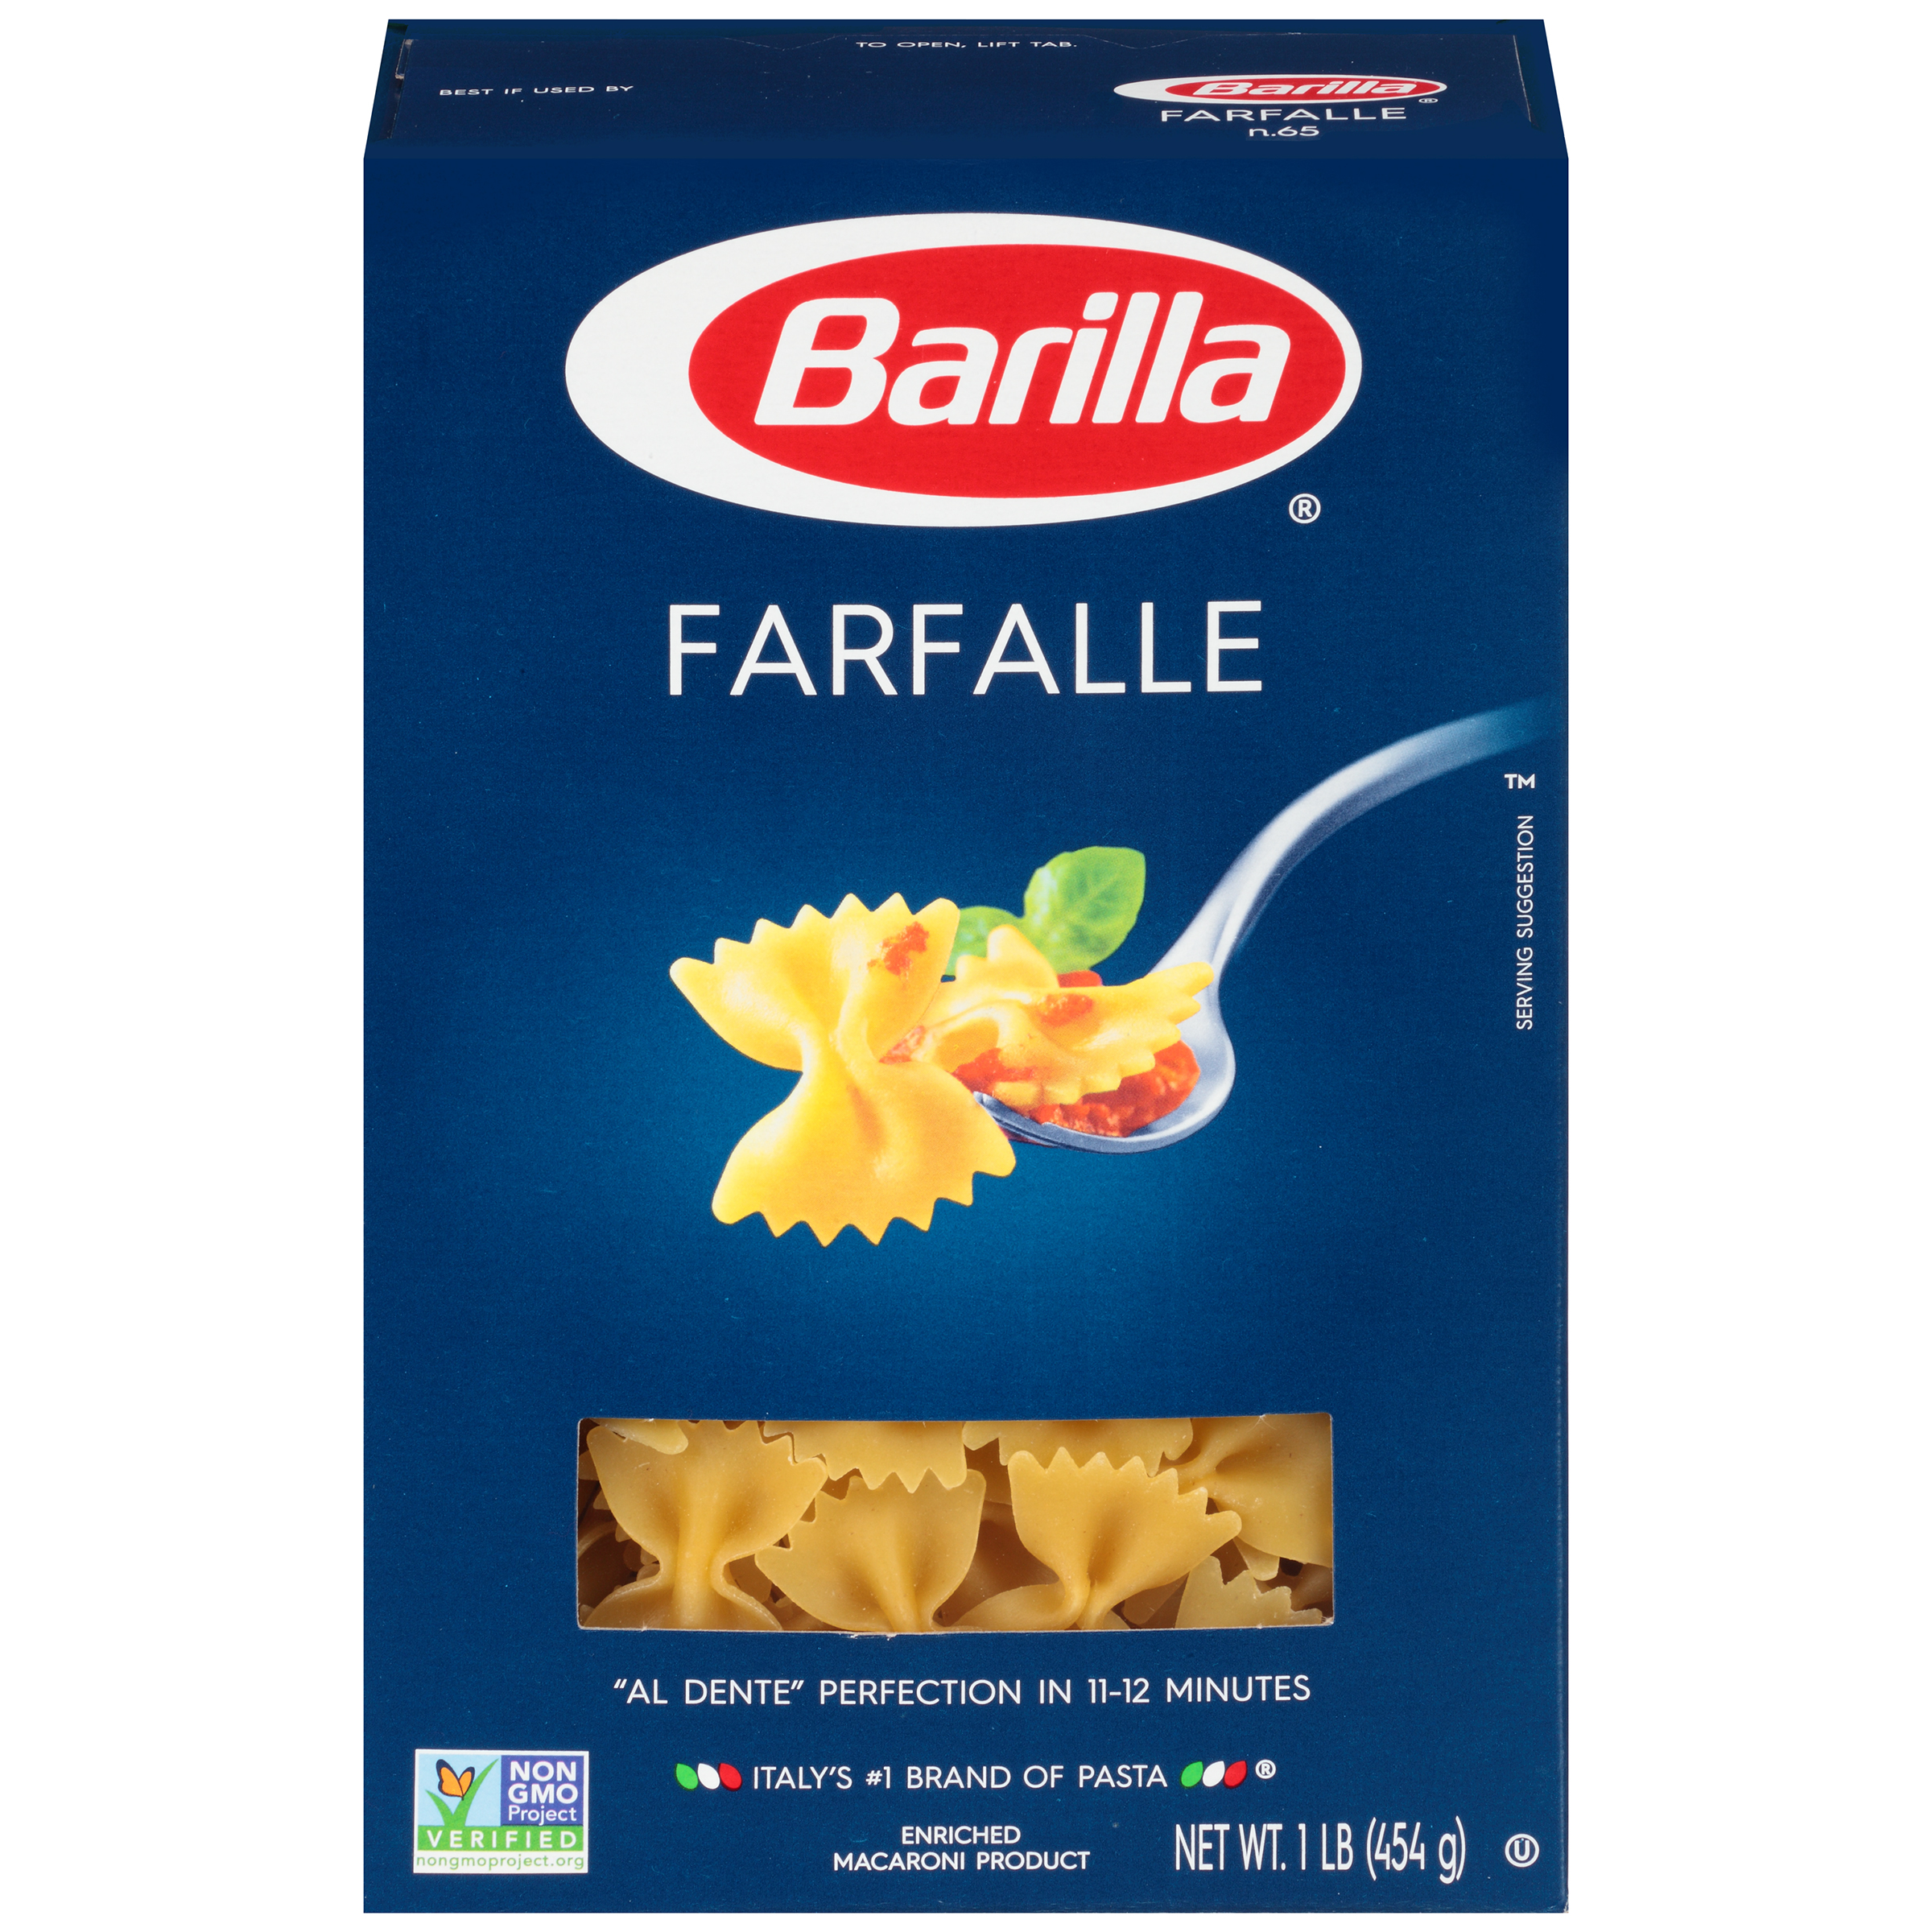 TO OPEN, LIFT TAB.
BEST IF USED BY
Barilla®
FARFALLE
n.65
Barilla®
FARFALLE
™
SERVING SUGGESTION
“AL DENTE” PERFECTION IN 11-12 MINUTES
ITALY'S #1 BRAND OF PASTA ®
NON
GMO
Project
VERIFIED
nongmoproject.org
ENRICHED
MACARONI PRODUCT
NET WT. 1 LB (454 g)
U